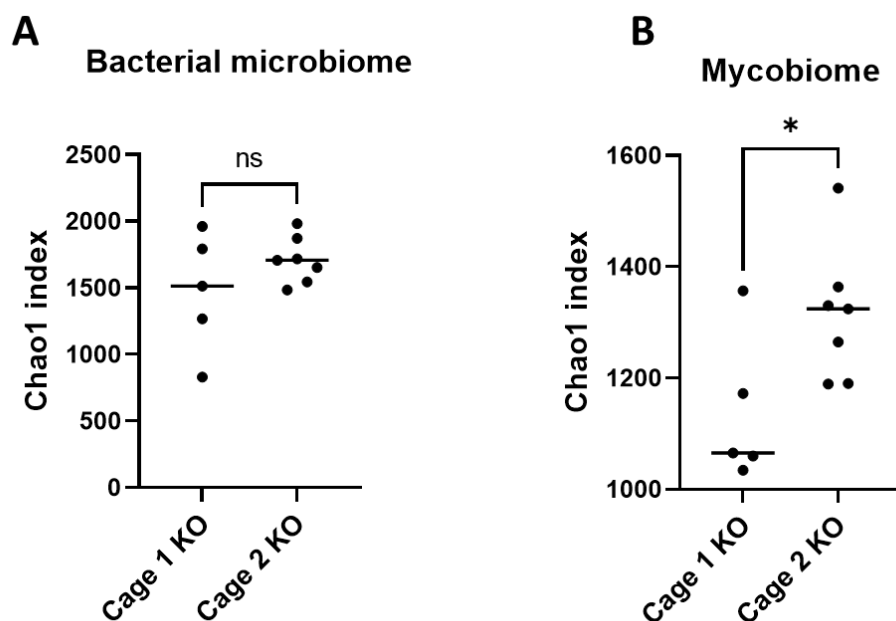 A
Bacterial microbiome
ns
Chao1 index
2500
2000
1500
1000
500
0
Cage 1 KO
Cage 2 KO
B
Mycobiome
*
Chao1 index
1600
1400
1200
1000
Cage 1 KO
Cage 2 KO